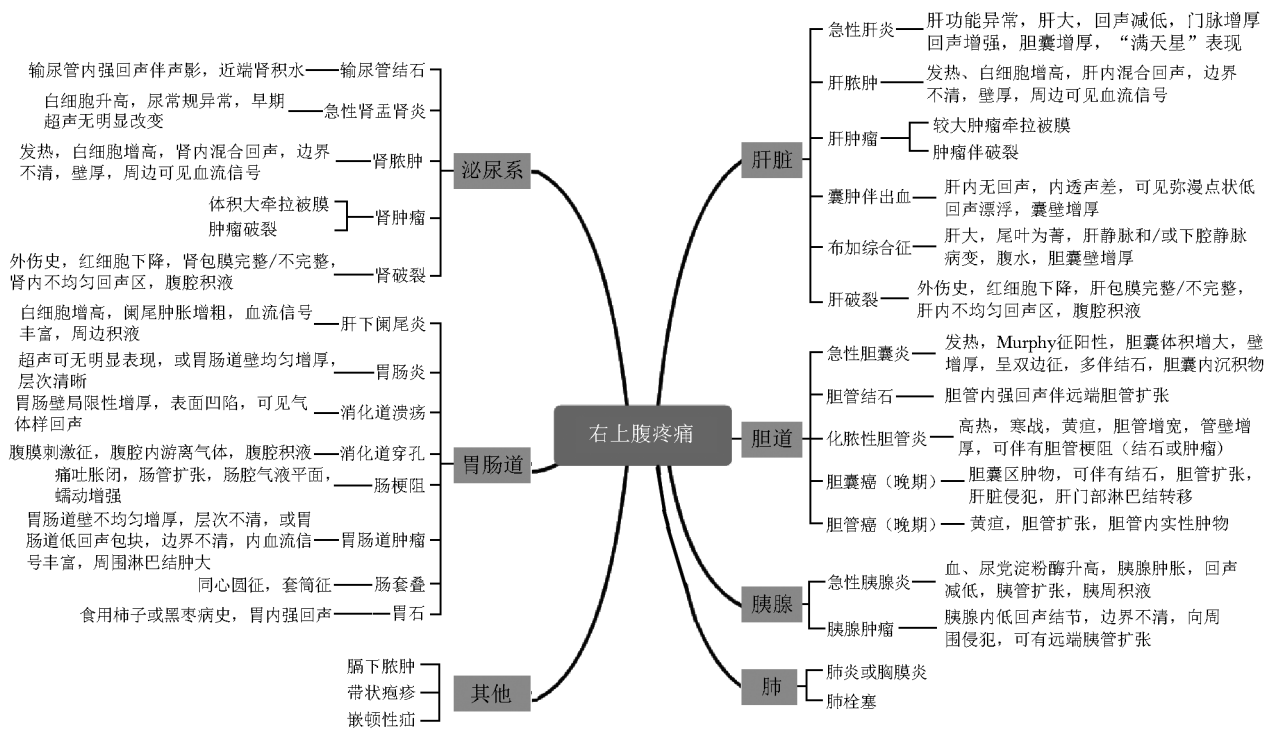 右上腹疼痛
泌尿系
输尿管结石
输尿管内强回声伴声影，近端肾积水
急性肾盂肾炎
白细胞升高，尿常规异常，早期
超声无明显改变
肾脓肿
发热，白细胞增高，肾内混合回声，边界
不清，壁厚，周边可见血流信号
肾肿瘤
体积大牵拉被膜
肿瘤破裂
肾破裂
外伤史，红细胞下降，肾包膜完整/不完整，
肾内不均匀回声区，腹腔积液
胃肠道
肝下阑尾炎
白细胞增高，阑尾肿胀增粗，血流信号
丰富，周边积液
胃肠炎
超声可无明显表现，或胃肠道壁均匀增厚，
层次清晰
消化道溃疡
胃肠壁局限性增厚，表面凹陷，可见气
体样回声
消化道穿孔
腹膜刺激征，腹腔内游离气体，腹腔积液
肠梗阻
痛吐胀闭，肠管扩张，肠腔气液平面，
蠕动增强
胃肠道肿瘤
胃肠道壁不均匀增厚，层次不清，或胃
肠道低回声包块，边界不清，内血流信
号丰富，周围淋巴结肿大
肠套叠
同心圆征，套筒征
胃石
食用柿子或黑枣病史，胃内强回声
其他
膈下脓肿
带状疱疹
嵌顿性疝
肝脏
急性肝炎
肝功能异常，肝大，回声减低，门脉增厚
回声增强，胆囊增厚，“满天星”表现
肝脓肿
发热、白细胞增高，肝内混合回声，边界
不清，壁厚，周边可见血流信号
肝肿瘤
较大肿瘤牵拉被膜
肿瘤伴破裂
囊肿伴出血
肝内无回声，内透声差，可见弥漫点状低
回声漂浮，囊壁增厚
布加综合征
肝大，尾叶为著，肝静脉和/或下腔静脉
病变，腹水，胆囊壁增厚
肝破裂
外伤史，红细胞下降，肝包膜完整/不完整，
肝内不均匀回声区，腹腔积液
胆道
急性胆囊炎
发热，Murphy征阳性，胆囊体积增大，壁
增厚，呈双边征，多伴结石，胆囊内沉积物
胆管结石
胆管内强回声伴远端胆管扩张
化脓性胆管炎
高热，寒战，黄疸，胆管增宽，管壁增
厚，可伴有胆管梗阻（结石或肿瘤）
胆囊癌（晚期）
胆囊区肿物，可伴有结石，胆管扩张，
肝脏侵犯，肝门部淋巴结转移
胆管癌（晚期）
黄疸，胆管扩张，胆管内实性肿物
胰腺
急性胰腺炎
血、尿党淀粉酶升高，胰腺肿胀，回声
减低，胰管扩张，胰周积液
胰腺肿瘤
胰腺内低回声结节，边界不清，向周
围侵犯，可有远端胰管扩张
肺
肺炎或胸膜炎
肺栓塞